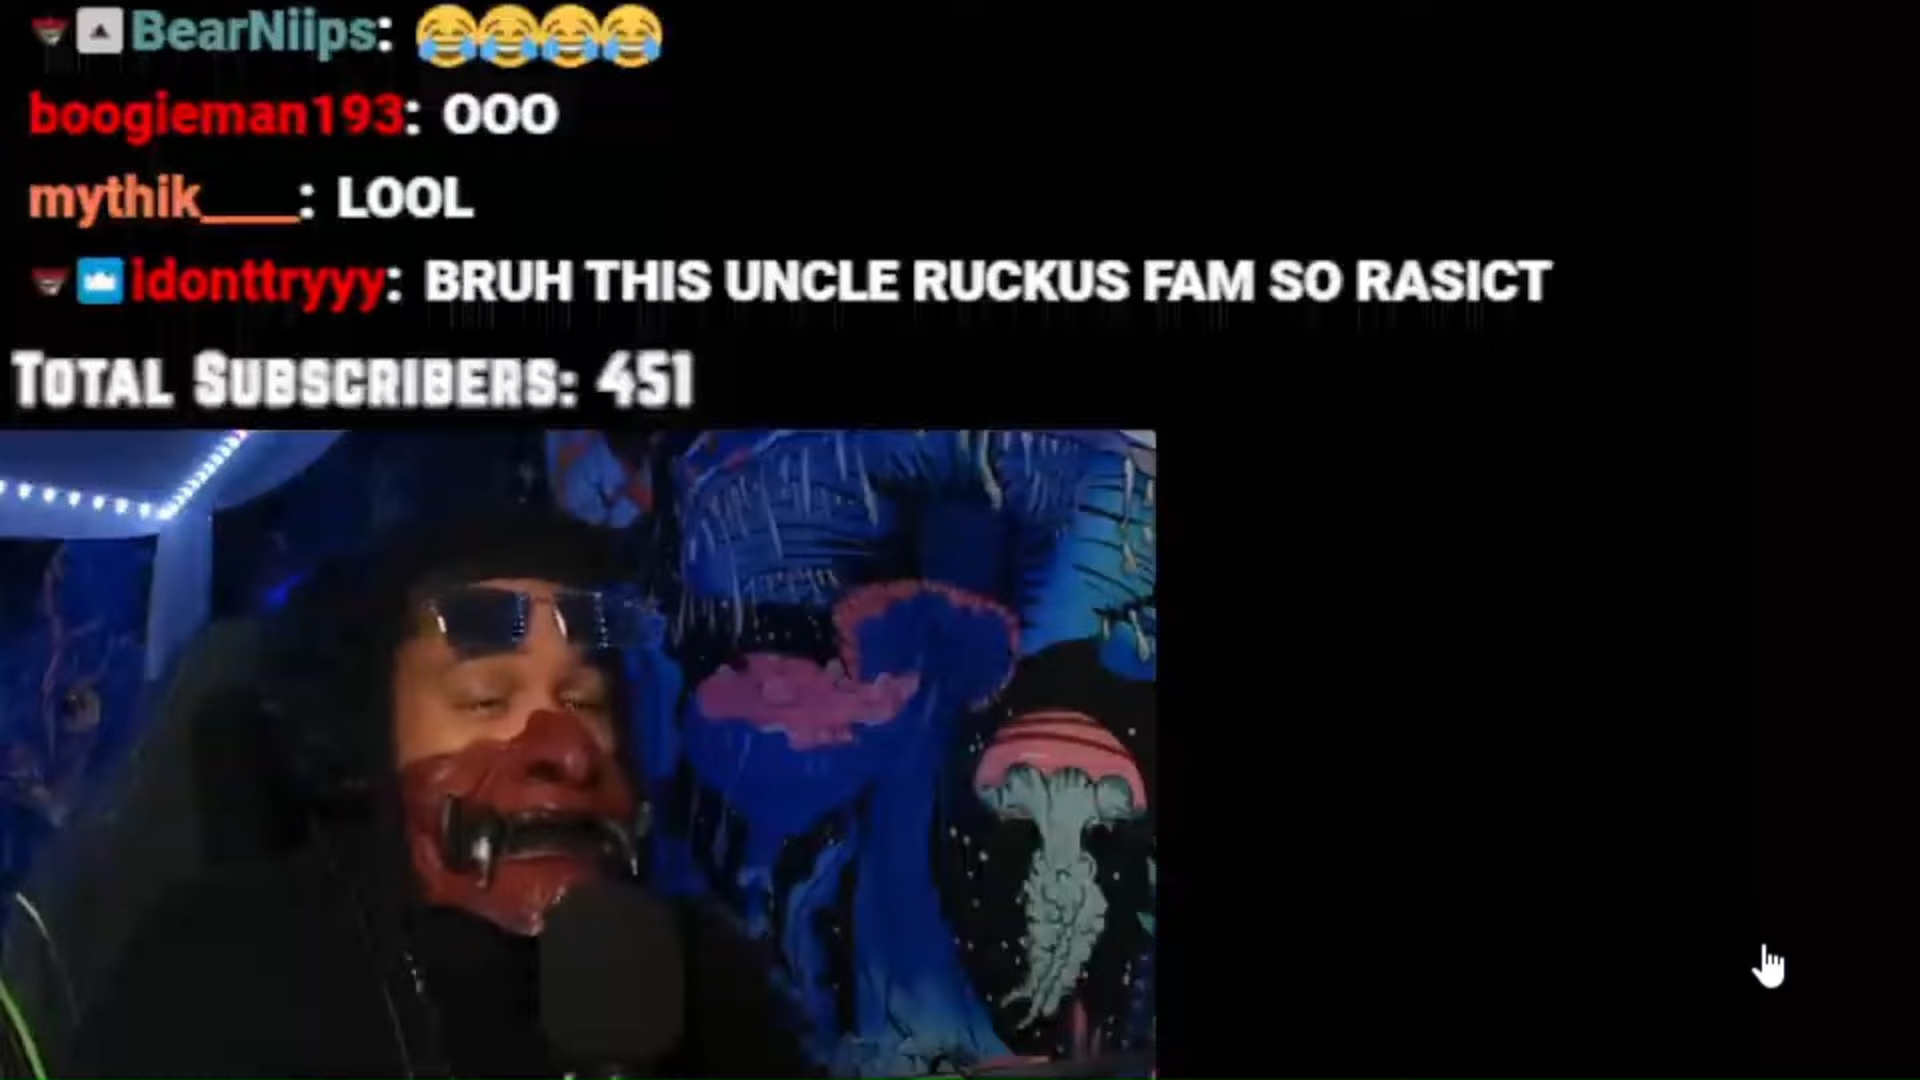 BearNiips: 😂😂😂😂
boogieman193: OOO
mythik____: LOOL
idonttryyy: BRUH THIS UNCLE RUCKUS FAM SO RASICT
TOTAL SUBSCRIBERS: 451